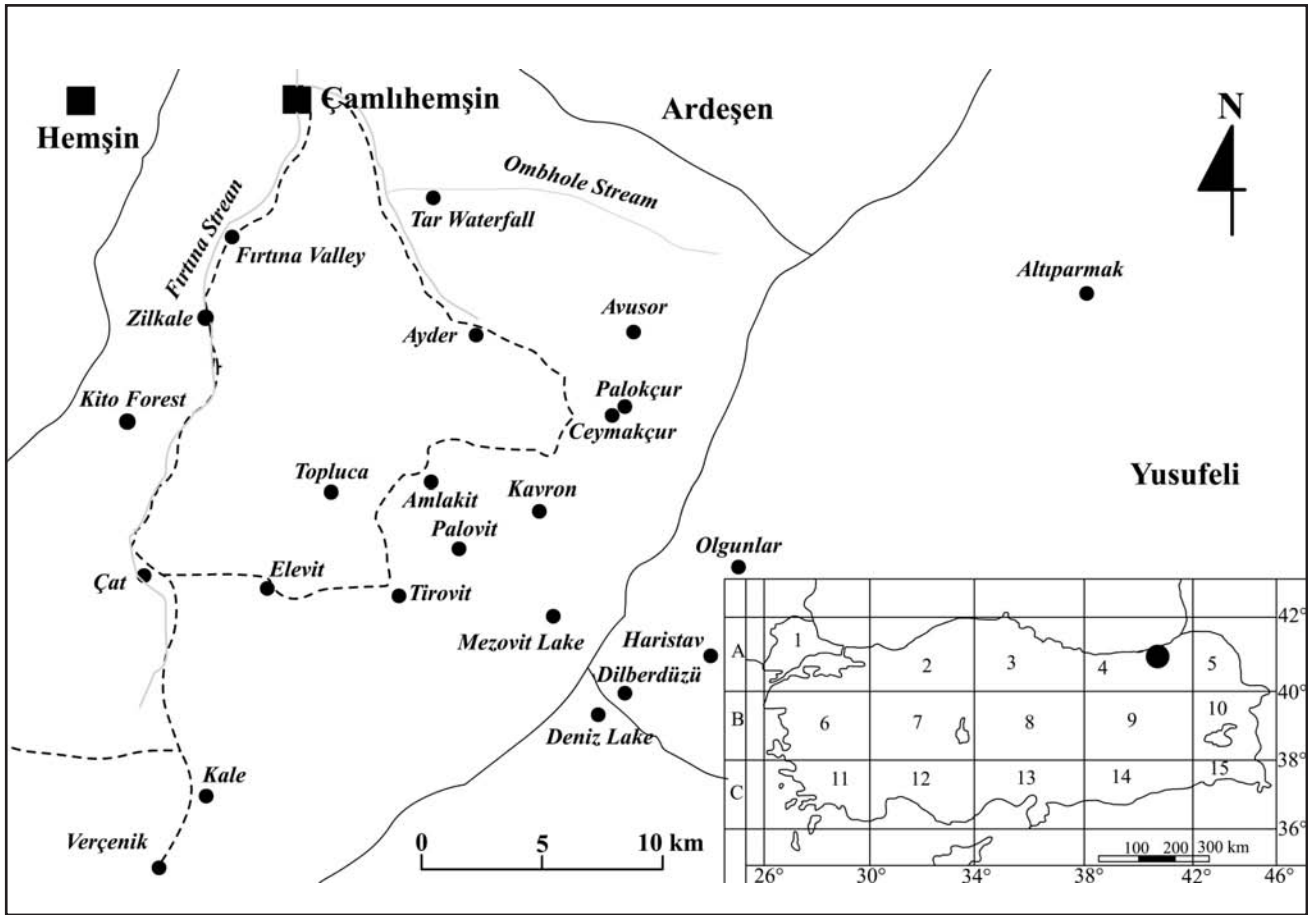 Çamlıhemşin
Ardeşen
N
Hemşin
Ombhole Stream
Fırtına Strean
Tar Waterfall
Fırtına Valley
Altıparmak
Zilkale
Avusor
Ayder
Kito Forest
Palokçur
Ceymakçur
Topluca
Amlakit
Kavron
Yusufeli
Palovit
Olgunlar
Çat
Elevit
Tirovit
Mezovit Lake
Haristav
Dilberdüzü
Deniz Lake
Kale
Verçenik
0 5 10 km
42°
A 1 2 3 4 5
40°
B 6 7 8 9 10
38°
C 11 12 13 14 15
36°
100 200 300 km
26° 30° 34° 38° 42° 46°